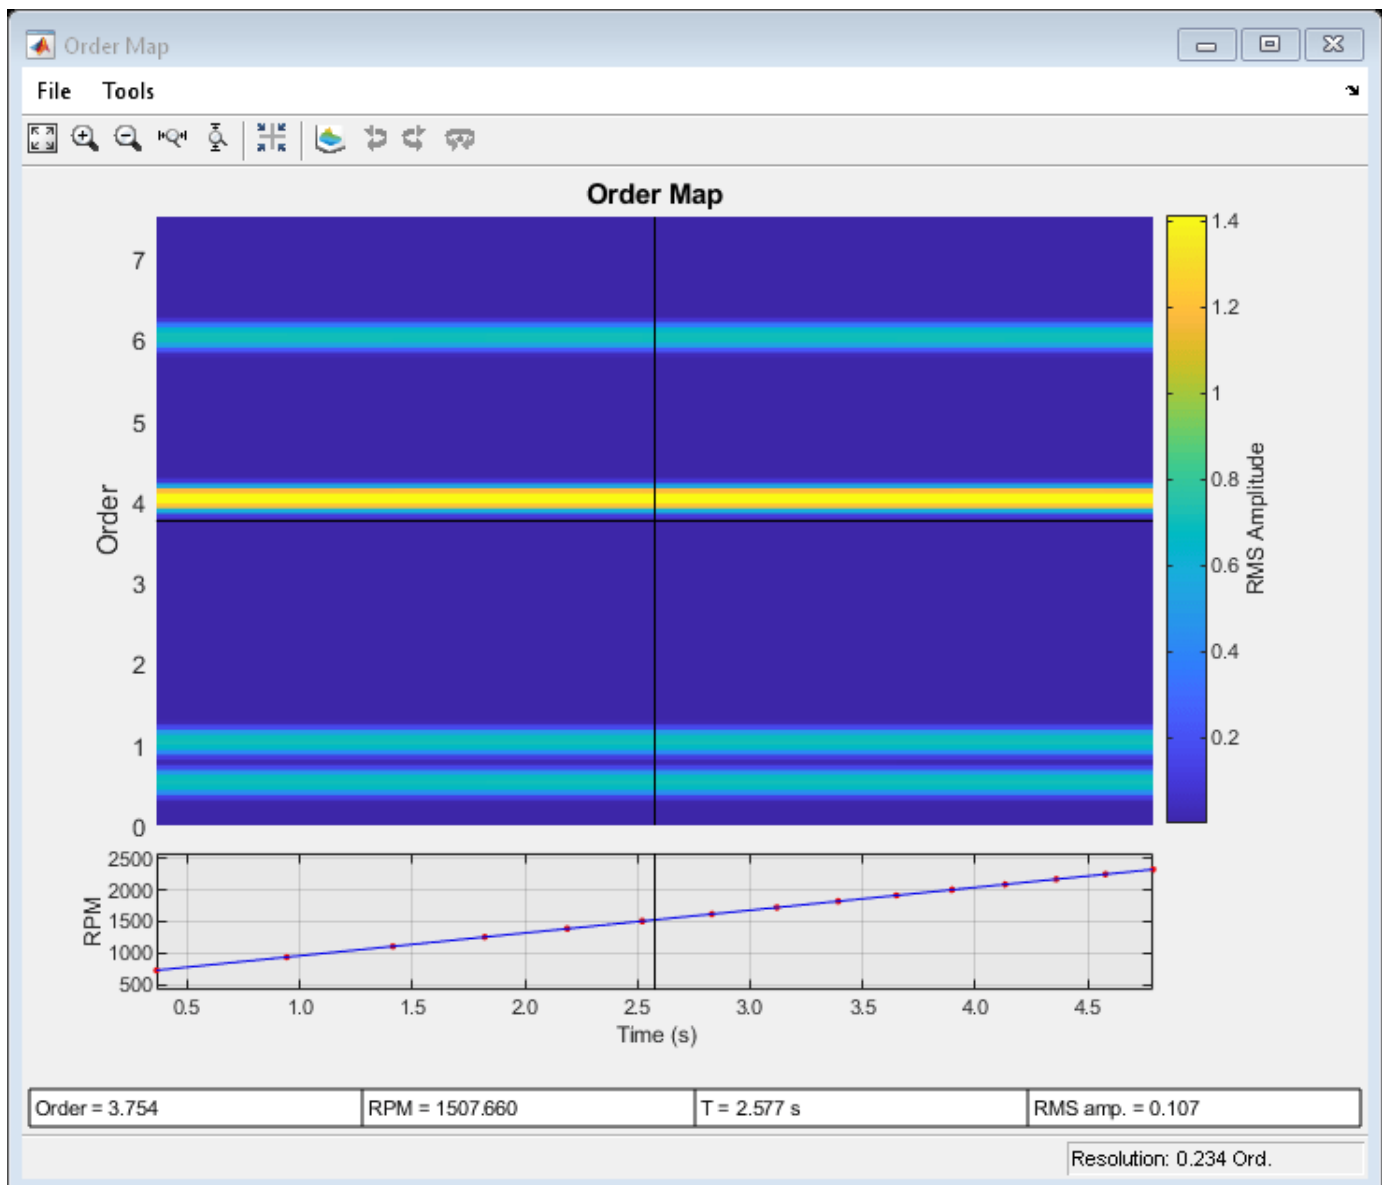 Order Map
File Tools
Order Map
7
6
5
4
3
2
1
0
Order
1.4
1.2
1
0.8
0.6
0.4
0.2
RMS Amplitude
2500
2000
1500
1000
500
RPM
0.5 1.0 1.5 2.0 2.5 3.0 3.5 4.0 4.5
Time (s)
Order = 3.754 RPM = 1507.660 T = 2.577 s RMS amp. = 0.107
Resolution: 0.234 Ord.